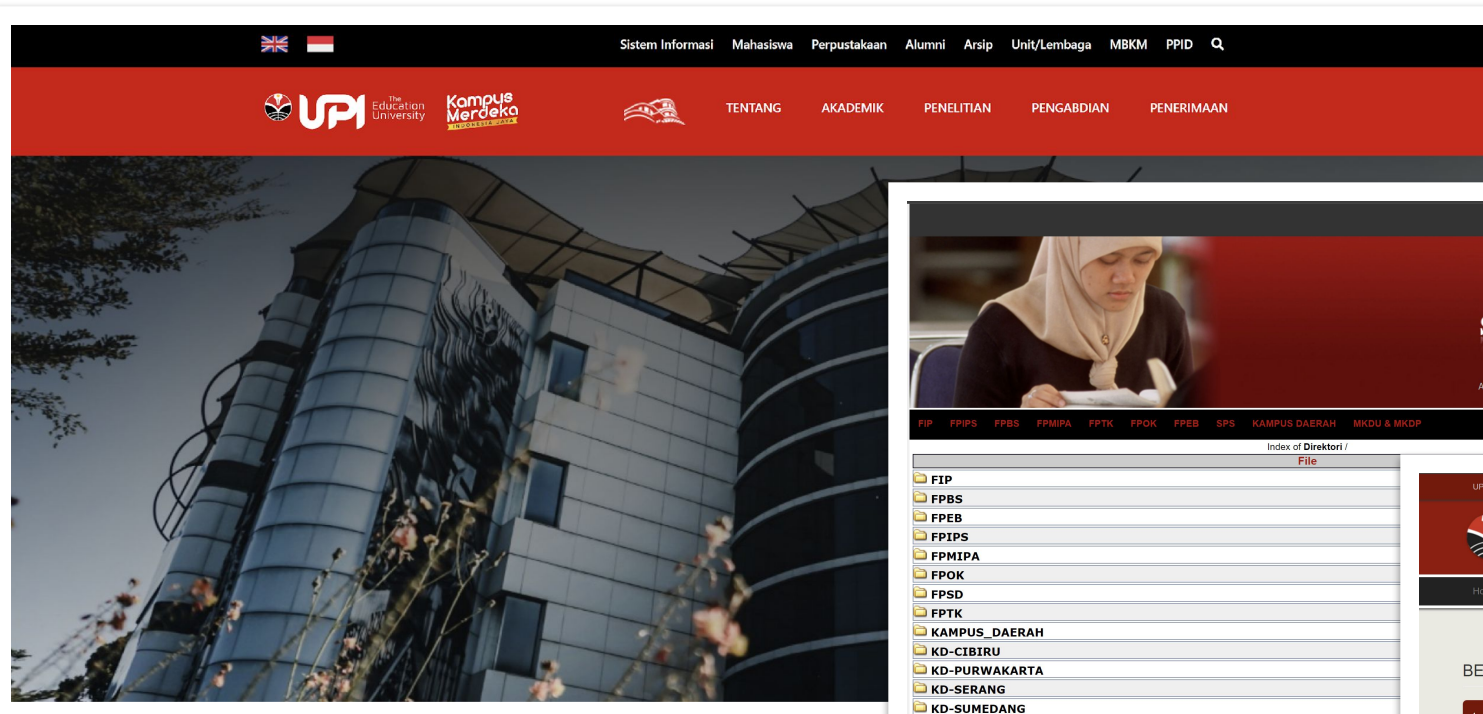 Sistem Informasi Mahasiswa Perpustakaan Alumni Arsip Unit/Lembaga MBKM PPID
UPI The Education University
Kampus Merdeka
INDONESIA JAYA
TENTANG AKADEMIK PENELITIAN PENGABDIAN PENERIMAAN
FIP FPIPS FPBS FPMIPA FPTK FPOK FPEB SPS KAMPUS DAERAH MKDU & MKDP
Index of Direktori /
File
FIP
FPBS
FPEB
FPIPS
FPMIPA
FPOK
FPSD
FPTK
KAMPUS_DAERAH
KD-CIBIRU
KD-PURWAKARTA
KD-SERANG
KD-SUMEDANG